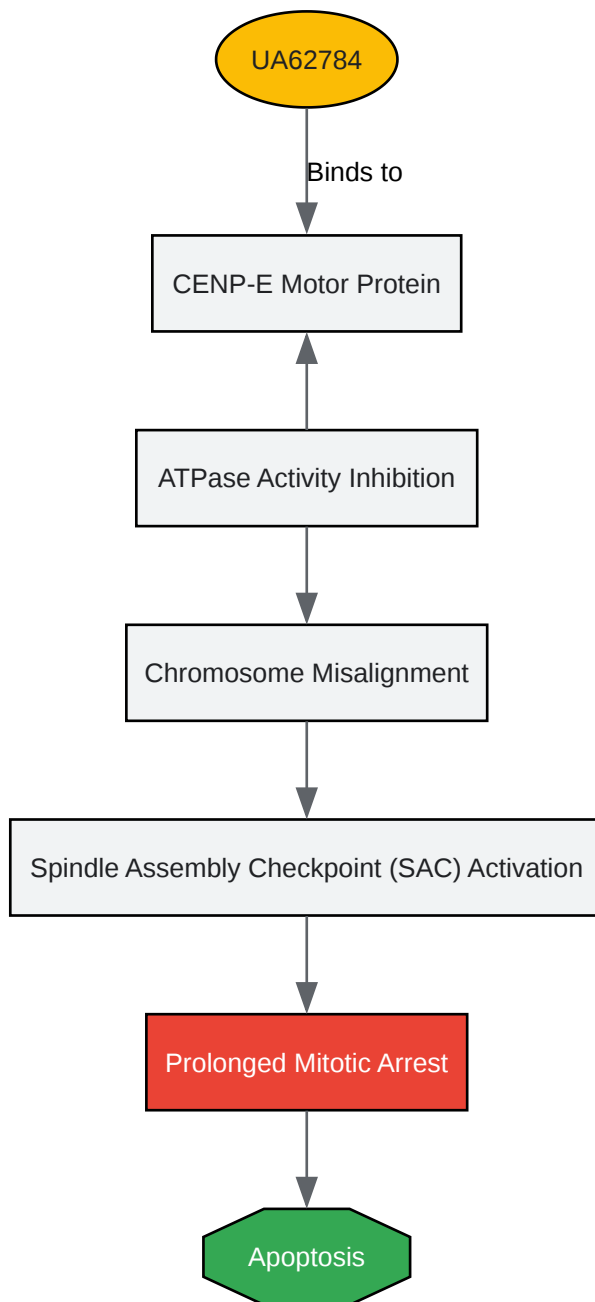 UA62784
Binds to
CENP-E Motor Protein
ATPase Activity Inhibition
Chromosome Misalignment
Spindle Assembly Checkpoint (SAC) Activation
Prolonged Mitotic Arrest
Apoptosis